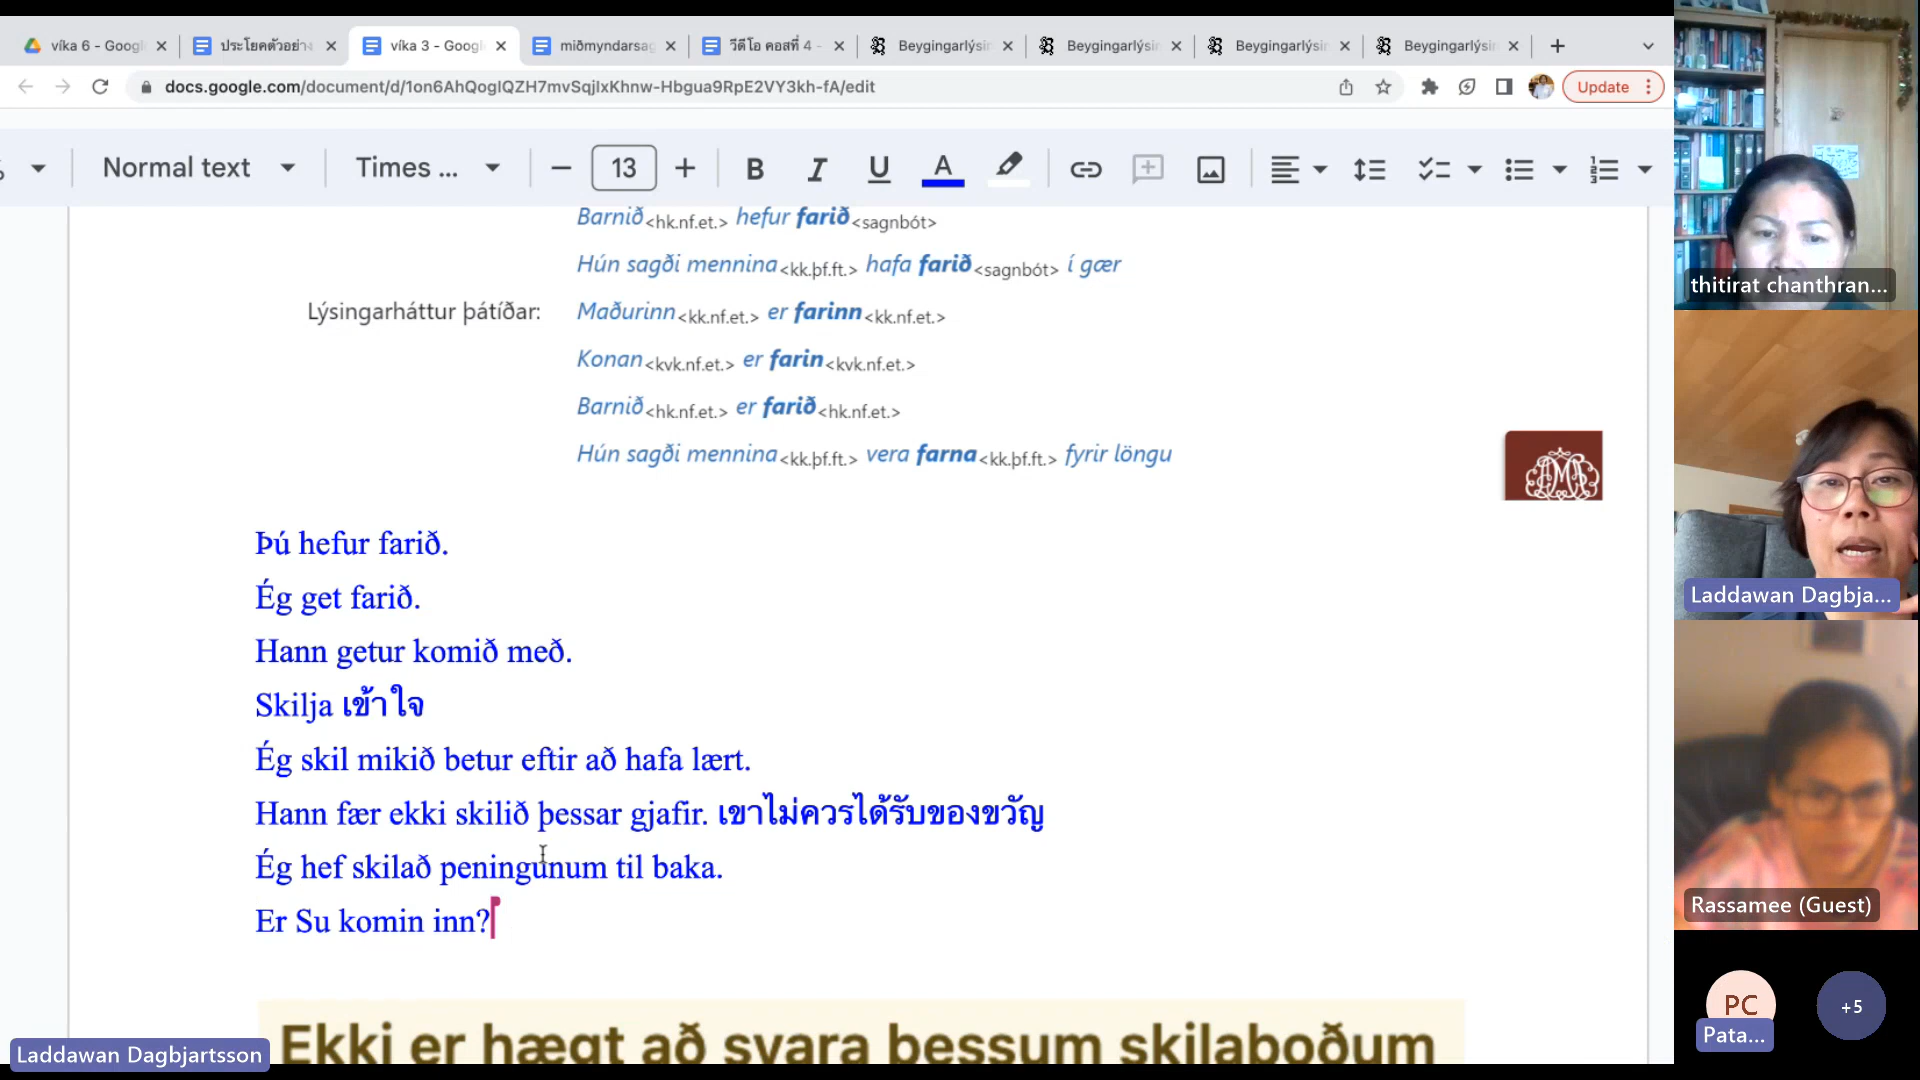 víka 6 - Googl
ประโยคตัวอย่าง
víka 3 - Googl
miðmyndarsag
วีดีโอ คอสที่ 4 -
Beygingarlýsin
Beygingarlýsin
Beygingarlýsin
Beygingarlýsin
docs.google.com/document/d/1on6AhQoglQZH7mvSqjlxKhnw-Hbgua9RpE2VY3kh-fA/edit
Update
Normal text
Times ...
13
B I U A
Barnið<hk.nf.et.> hefur farið<sagnbót>
Hún sagði mennina<kk.þf.ft.> hafa farið<sagnbót> í gær
Lýsingarháttur þátíðar: Maðurinn<kk.nf.et.> er farinn<kk.nf.et.>
Konan<kvk.nf.et.> er farin<kvk.nf.et.>
Barnið<hk.nf.et.> er farið<hk.nf.et.>
Hún sagði mennina<kk.þf.ft.> vera farna<kk.þf.ft.> fyrir löngu
Þú hefur farið.
Ég get farið.
Hann getur komið með.
Skilja เข้าใจ
Ég skil mikið betur eftir að hafa lært.
Hann fær ekki skilið þessar gjafir. เขาไม่ควรได้รับของขวัญ
Ég hef skilað peningunum til baka.
Er Su komin inn?
Ekki er hægt að svara þessum skilaboðum
Laddawan Dagbjartsson
thitirat chanthran...
Laddawan Dagbja...
Rassamee (Guest)
PC
Pata...
+5